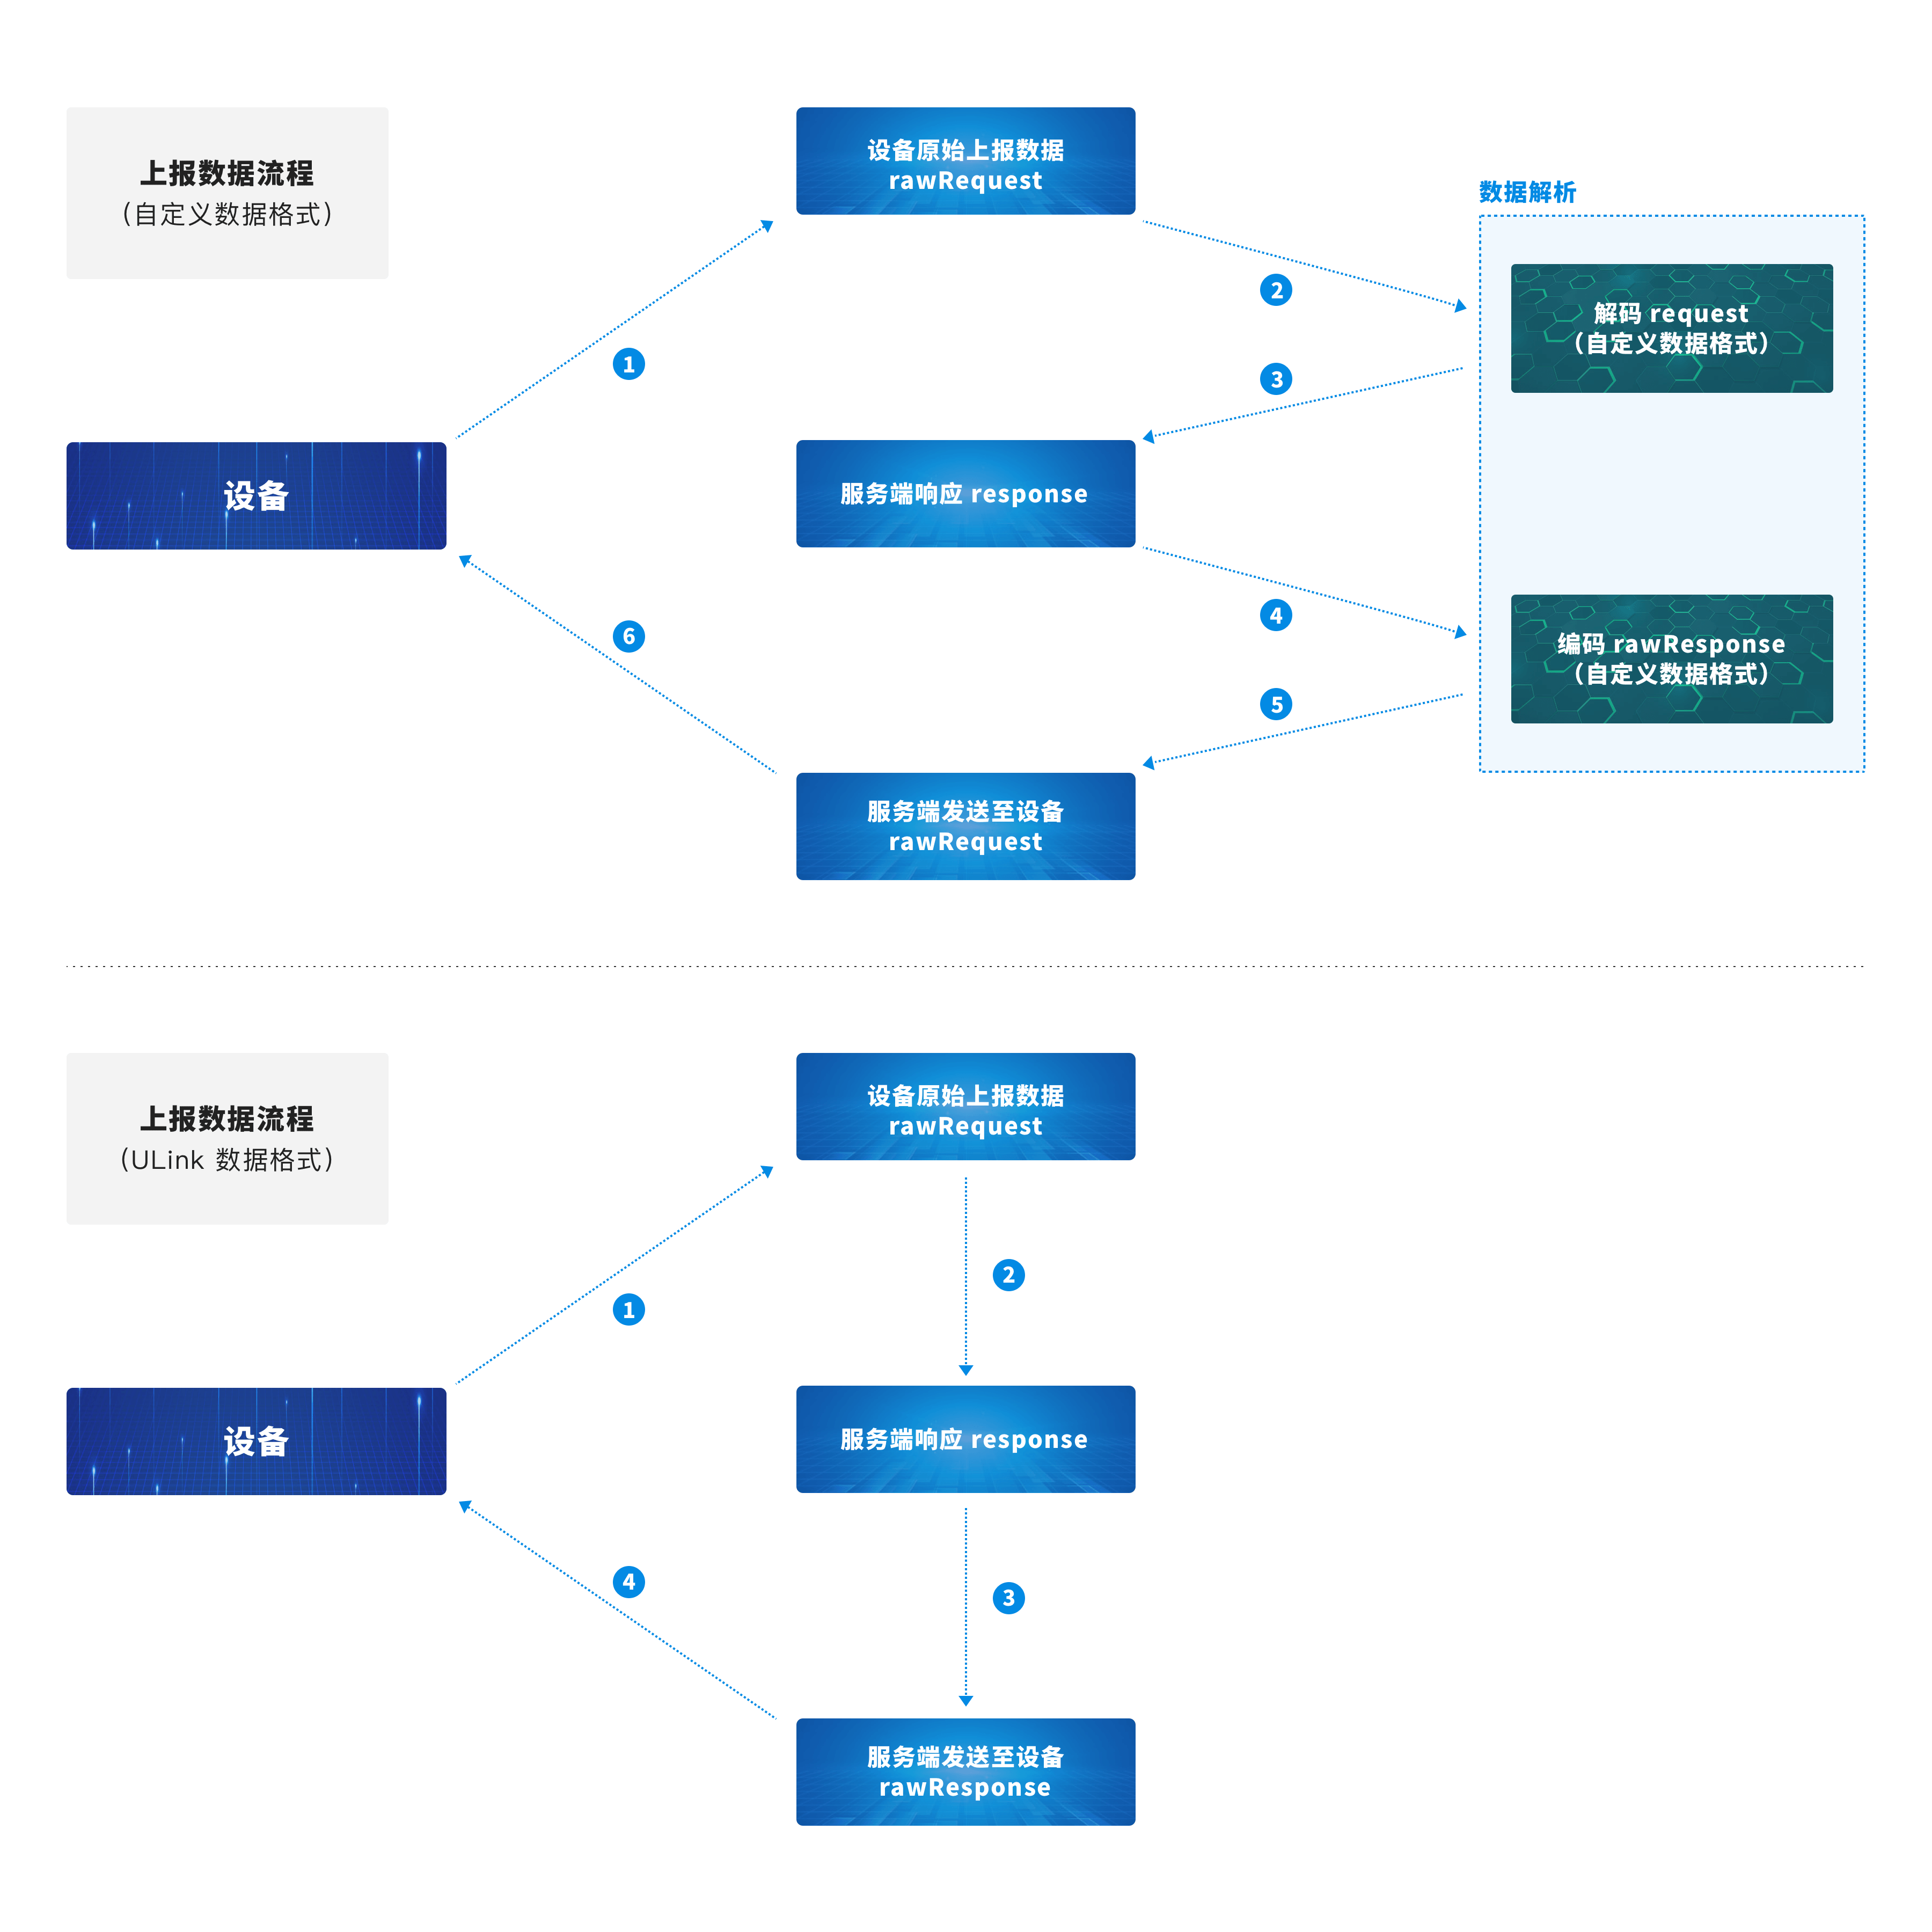 上报数据流程
（自定义数据格式）
设备原始上报数据
rawRequest
数据解析
2
解码 request
（自定义数据格式）
1
3
设备
服务端响应 response
4
6
编码 rawResponse
（自定义数据格式）
5
服务端发送至设备
rawRequest
上报数据流程
（ULink 数据格式）
设备原始上报数据
rawRequest
2
1
设备
服务端响应 response
4
3
服务端发送至设备
rawResponse